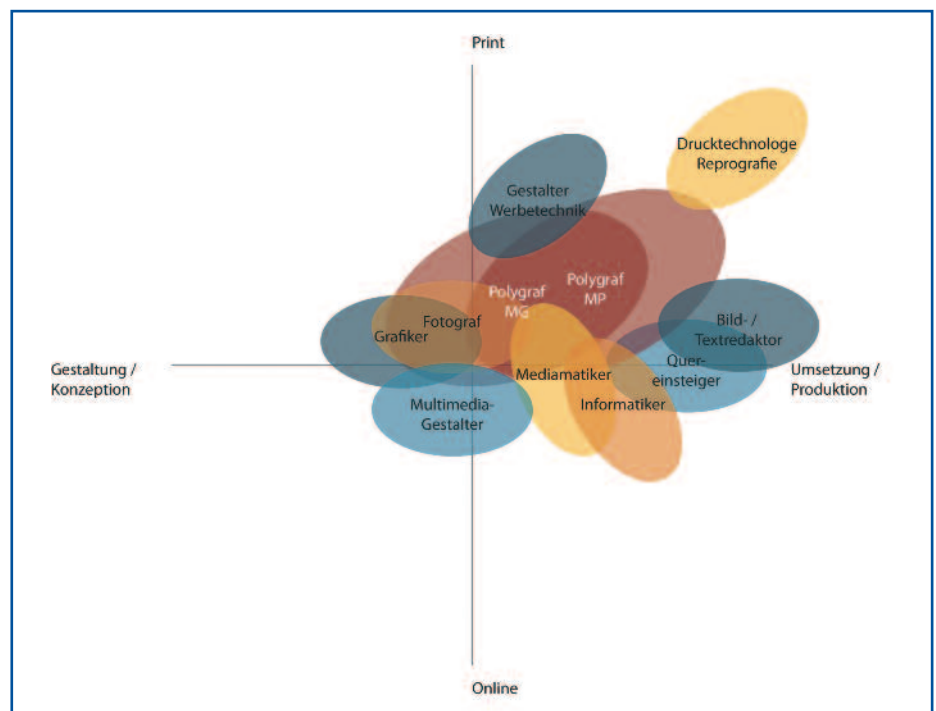 Print
Drucktechnologe
Reprografie
Gestalter
Werbetechnik
Polygraf
MG
Polygraf
MP
Fotograf
Grafiker
Bild- /
Textredaktor
Quer-
einsteiger
Gestaltung /
Konzeption
Umsetzung /
Produktion
Mediamatiker
Informatiker
Multimedia-
Gestalter
Online